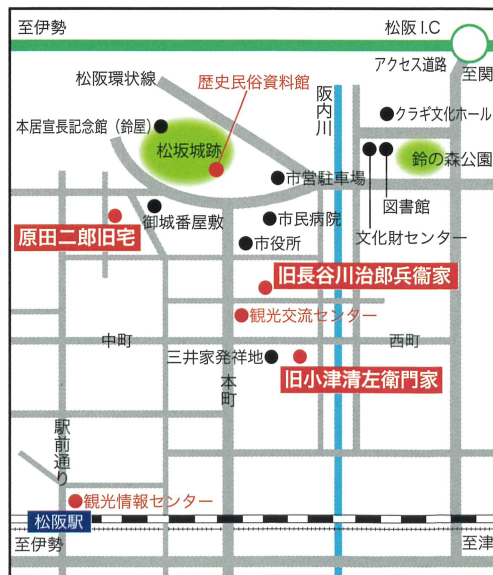 至伊勢
松阪I.C
アクセス道路
至関
松阪環状線
歴史民俗資料館
阪内川
クラギ文化ホール
本居宣長記念館（鈴屋）
松坂城跡
鈴の森公園
市営駐車場
図書館
御城番屋敷
市民病院
文化財センター
原田二郎旧宅
市役所
旧長谷川治郎兵衞家
観光交流センター
中町
西町
三井家発祥地
旧小津清左衛門家
本町
駅前通り
観光情報センター
松阪駅
至伊勢
至津